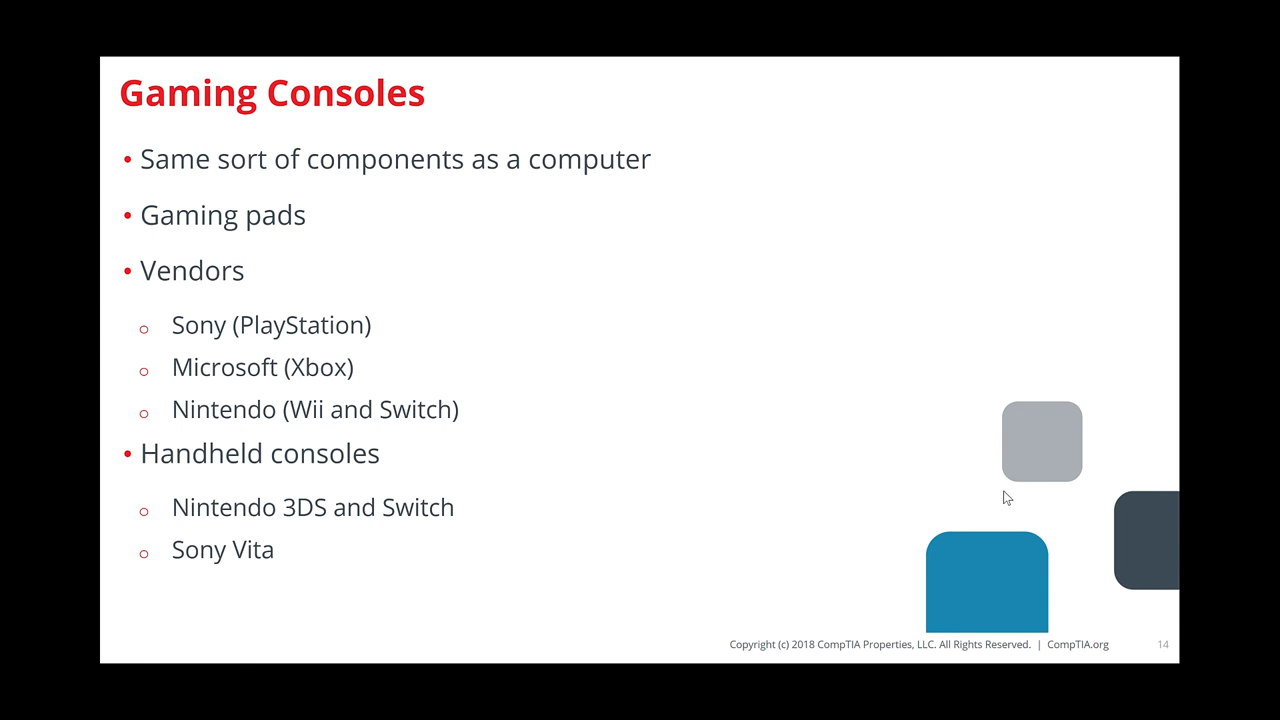 Gaming Consoles
• Same sort of components as a computer
• Gaming pads
• Vendors
o Sony (PlayStation)
o Microsoft (Xbox)
o Nintendo (Wii and Switch)
• Handheld consoles
o Nintendo 3DS and Switch
o Sony Vita
Copyright (c) 2018 CompTIA Properties, LLC. All Rights Reserved. | CompTIA.org 14